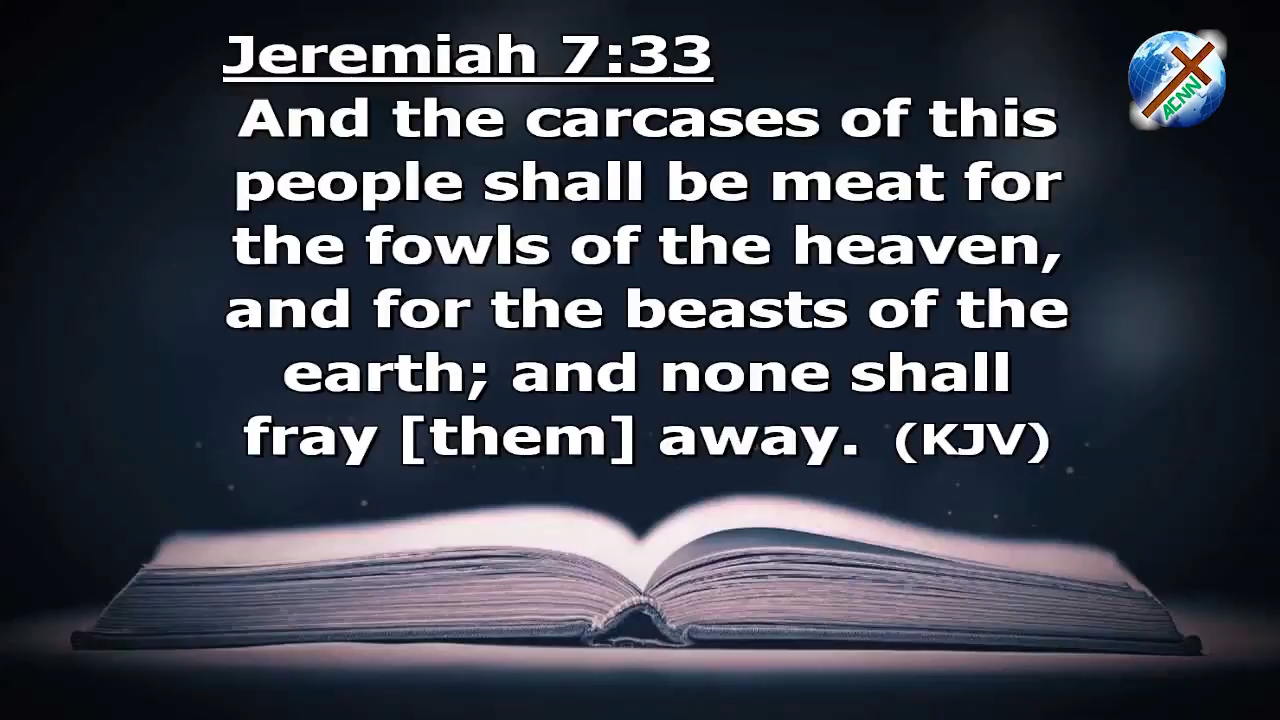 Jeremiah 7:33
ACNN
And the carcases of this
people shall be meat for
the fowls of the heaven,
and for the beasts of the
earth; and none shall
fray [them] away. (KJV)